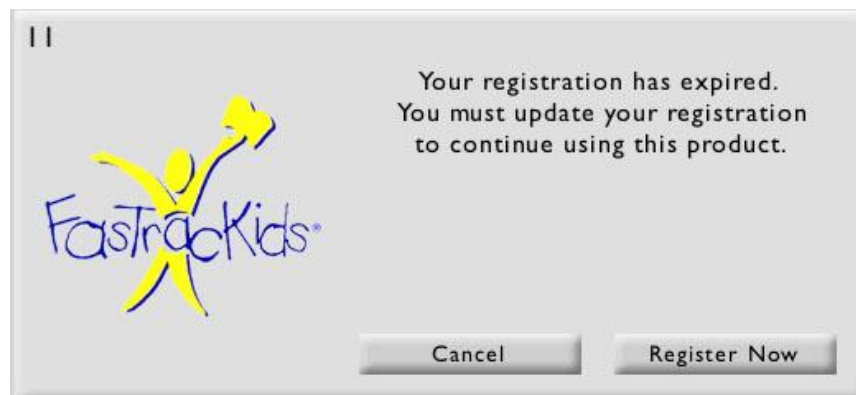 11
Your registration has expired.
You must update your registration
to continue using this product.
FasTracKids®
Cancel
Register Now